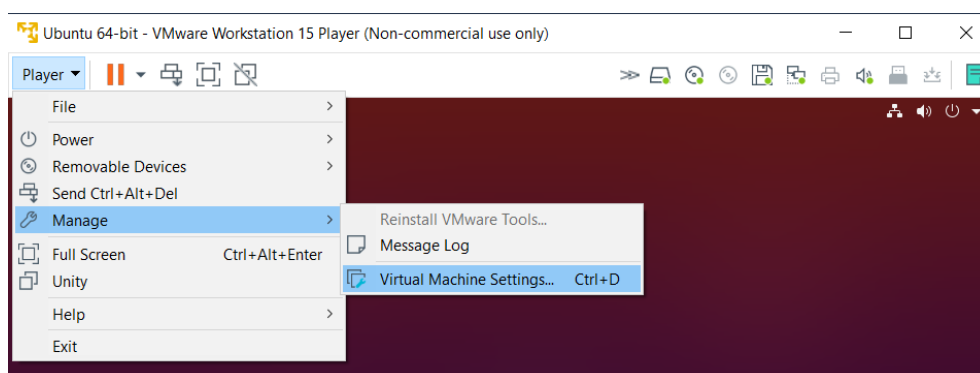 Ubuntu 64-bit - VMware Workstation 15 Player (Non-commercial use only)
Player
File
Power
Removable Devices
Send Ctrl+Alt+Del
Manage
Reinstall VMware Tools...
Message Log
Full Screen Ctrl+Alt+Enter
Virtual Machine Settings... Ctrl+D
Unity
Help
Exit